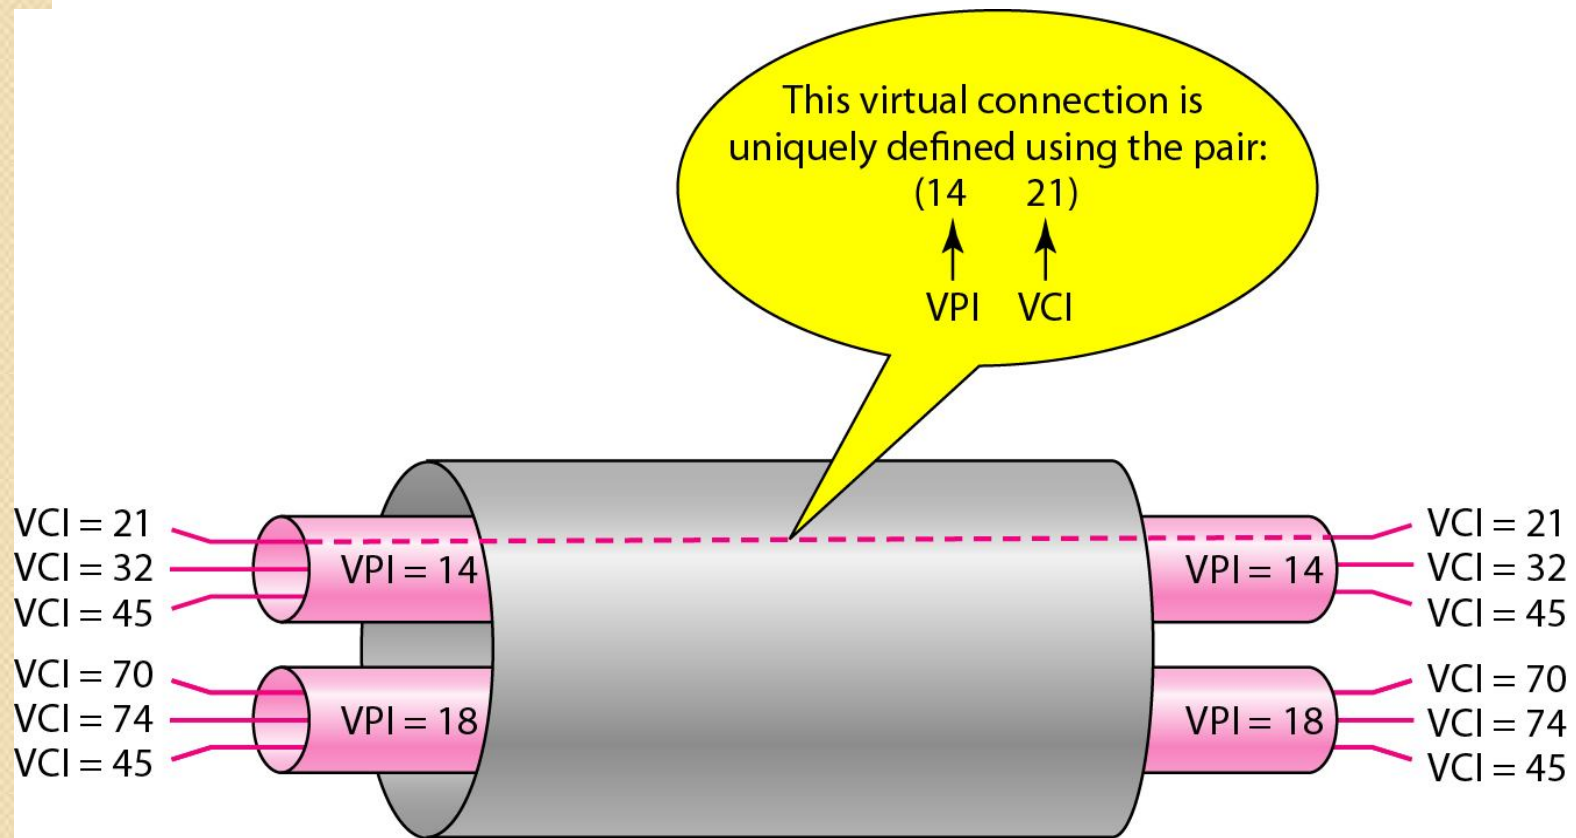 This virtual connection is
uniquely defined using the pair:
(14 21)
VPI VCI
VCI = 21
VCI = 32
VCI = 45
VPI = 14
VPI = 14
VCI = 21
VCI = 32
VCI = 45
VCI = 70
VCI = 74
VCI = 45
VPI = 18
VPI = 18
VCI = 70
VCI = 74
VCI = 45